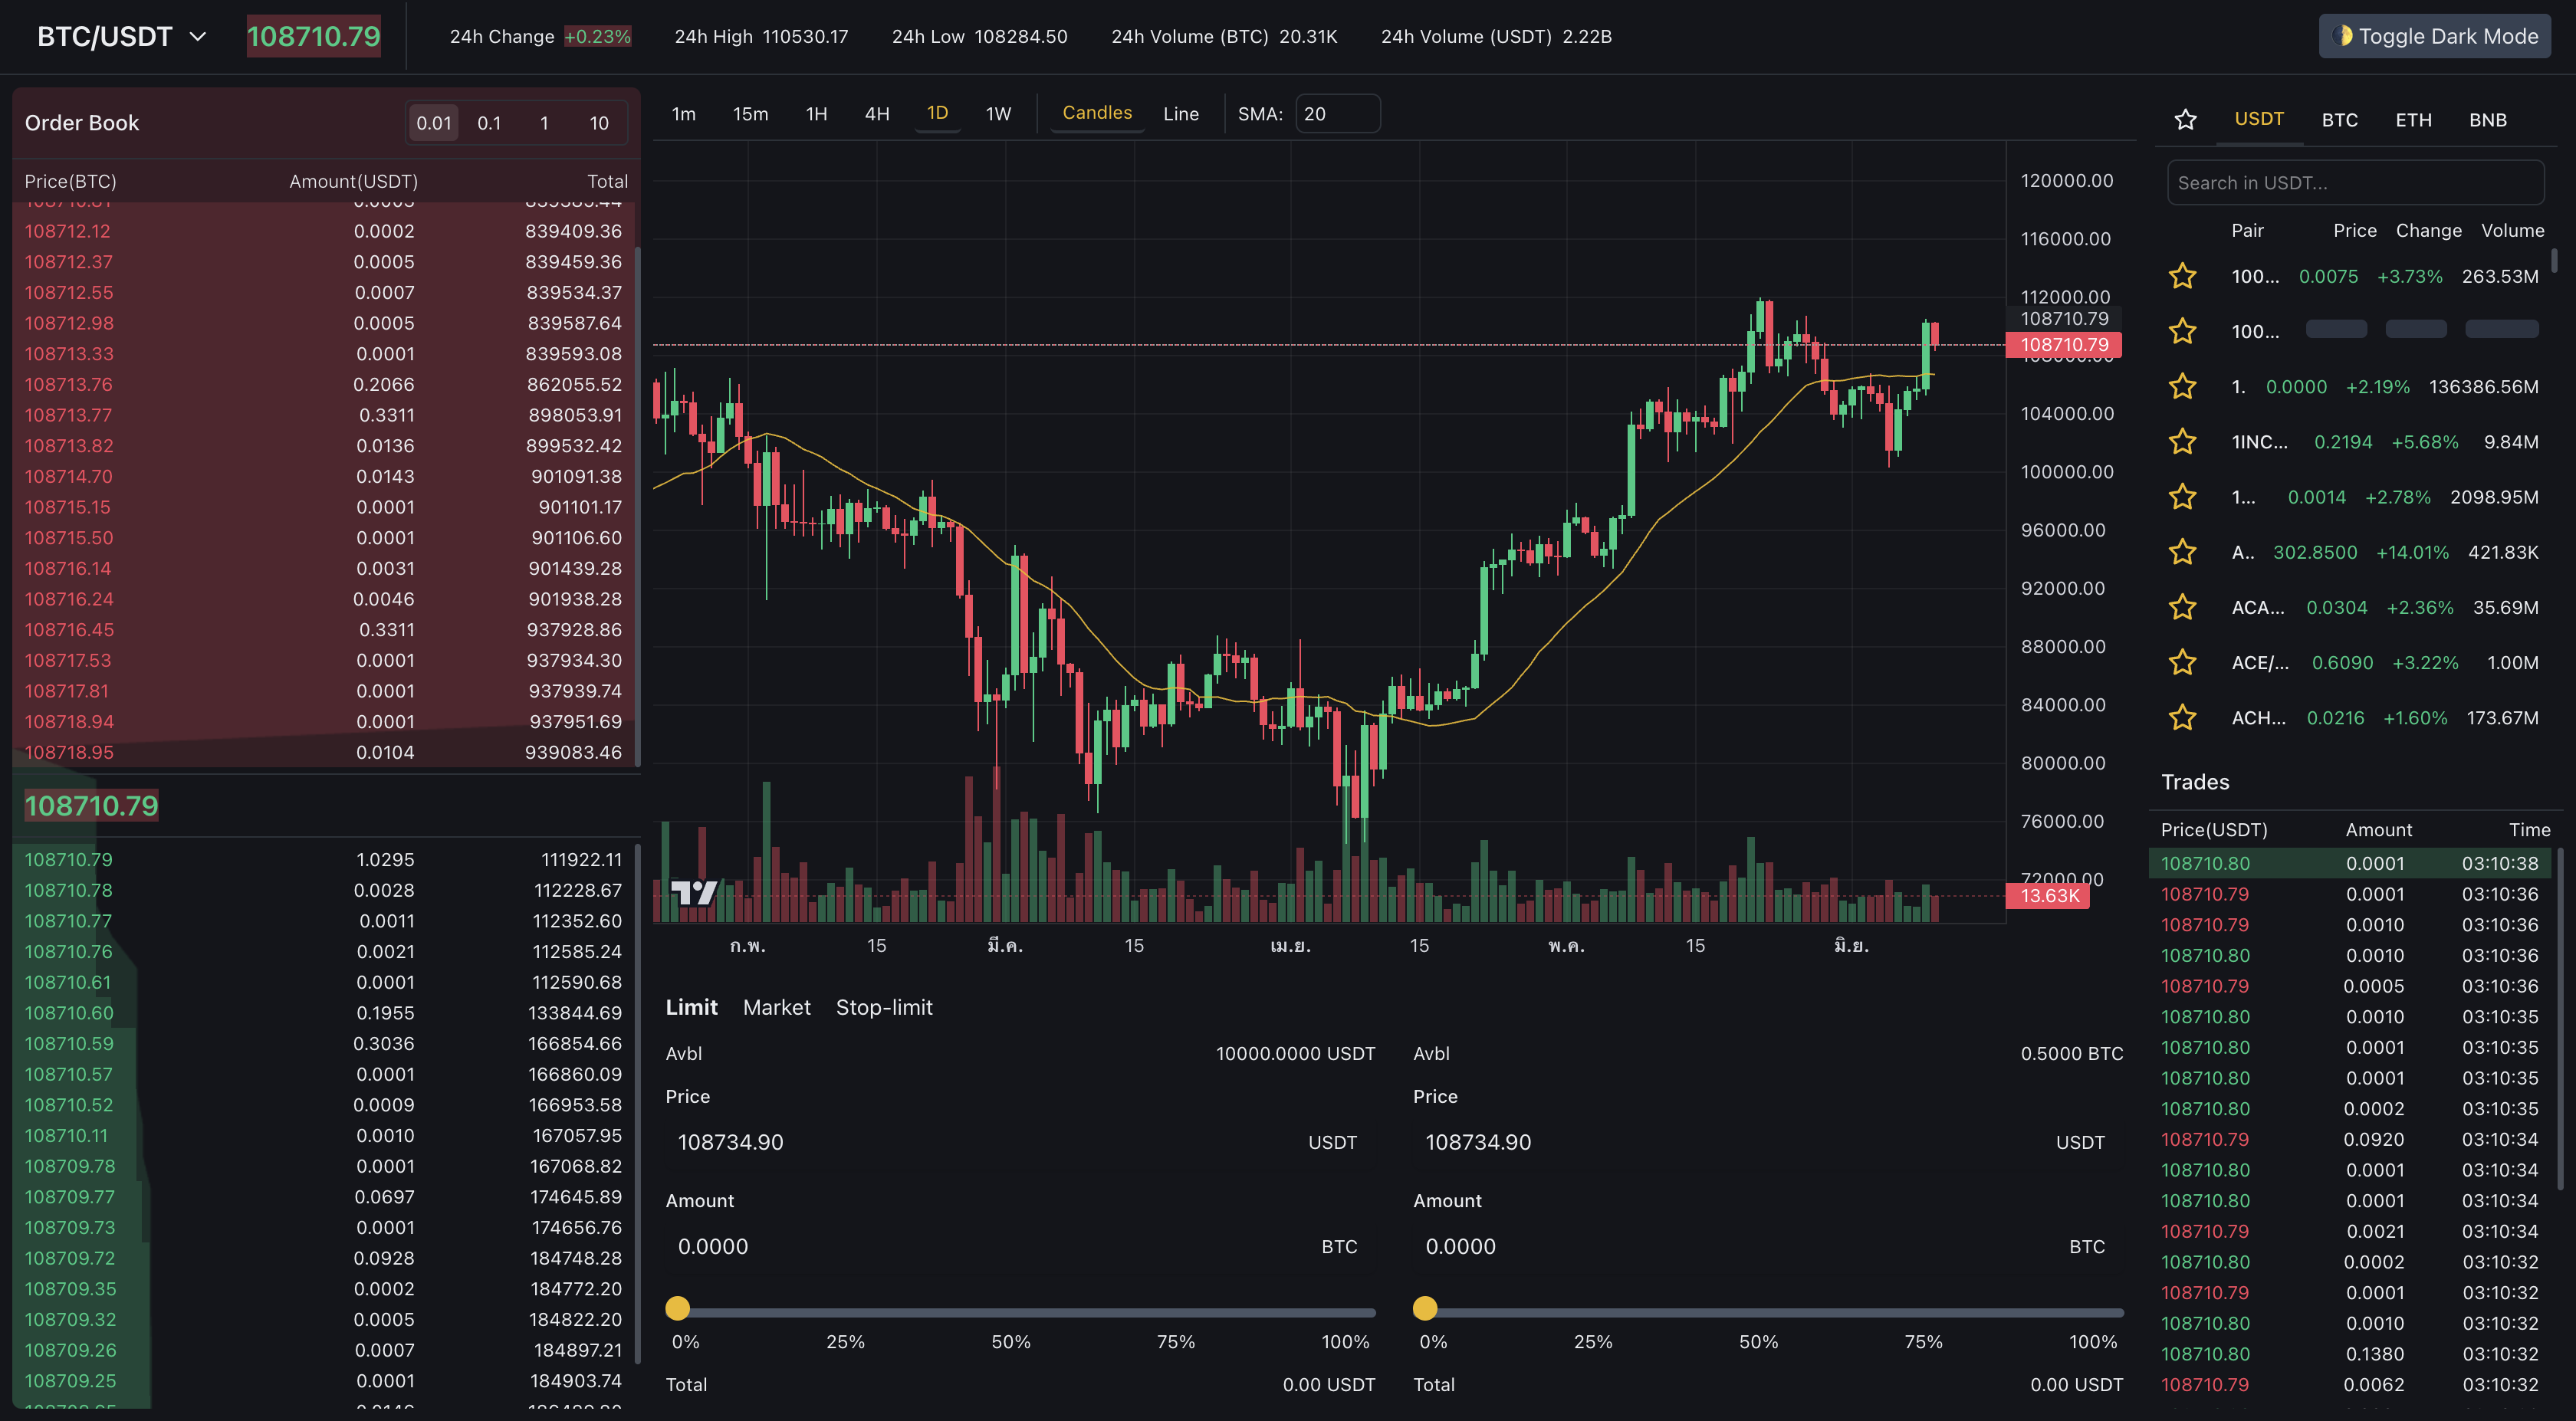 BTC/USDT 108710.79 24h Change +0.23% 24h High 110530.17 24h Low 108284.50 24h Volume (BTC) 20.31K 24h Volume (USDT) 2.22B 🌓 Toggle Dark Mode
Order Book 0.01 0.1 1 10
Price(BTC) Amount(USDT) Total
108712.12 0.0002 839409.36
108712.37 0.0005 839459.36
108712.55 0.0007 839534.37
108712.98 0.0005 839587.64
108713.33 0.0001 839593.08
108713.76 0.2066 862055.52
108713.77 0.3311 898053.91
108713.82 0.0136 899532.42
108714.70 0.0143 901091.38
108715.15 0.0001 901101.17
108715.50 0.0001 901106.60
108716.14 0.0031 901439.28
108716.24 0.0046 901938.28
108716.45 0.3311 937928.86
108717.53 0.0001 937934.30
108717.81 0.0001 937939.74
108718.94 0.0001 937951.69
108718.95 0.0104 939083.46
108710.79
108710.79 1.0295 111922.11
108710.78 0.0028 112228.67
108710.77 0.0011 112352.60
108710.76 0.0021 112585.24
108710.61 0.0001 112590.68
108710.60 0.1955 133844.69
108710.59 0.3036 166854.66
108710.57 0.0001 166860.09
108710.52 0.0009 166953.58
108710.11 0.0010 167057.95
108709.78 0.0001 167068.82
108709.77 0.0697 174645.89
108709.73 0.0001 174656.76
108709.72 0.0928 184748.28
108709.35 0.0002 184772.20
108709.32 0.0005 184822.20
108709.26 0.0007 184897.21
108709.25 0.0001 184903.74
1m 15m 1H 4H 1D 1W Candles Line SMA: 20
120000.00
116000.00
112000.00
108710.79
108710.79
104000.00
100000.00
96000.00
92000.00
88000.00
84000.00
80000.00
76000.00
72000.00
13.63K
ก.พ. 15 มี.ค. 15 เม.ย. 15 พ.ค. 15 มิ.ย.
Limit Market Stop-limit
Avbl 10000.0000 USDT
Price
108734.90 USDT
Amount
0.0000 BTC
0% 25% 50% 75% 100%
Total 0.00 USDT
Avbl 0.5000 BTC
Price
108734.90 USDT
Amount
0.0000 BTC
0% 25% 50% 75% 100%
Total 0.00 USDT
USDT BTC ETH BNB
Search in USDT...
Pair Price Change Volume
100... 0.0075 +3.73% 263.53M
100...
1. 0.0000 +2.19% 136386.56M
1INC... 0.2194 +5.68% 9.84M
1... 0.0014 +2.78% 2098.95M
A.. 302.8500 +14.01% 421.83K
ACA... 0.0304 +2.36% 35.69M
ACE/... 0.6090 +3.22% 1.00M
ACH... 0.0216 +1.60% 173.67M
Trades
Price(USDT) Amount Time
108710.80 0.0001 03:10:38
108710.79 0.0001 03:10:36
108710.79 0.0010 03:10:36
108710.80 0.0010 03:10:36
108710.79 0.0005 03:10:36
108710.80 0.0010 03:10:35
108710.80 0.0001 03:10:35
108710.80 0.0001 03:10:35
108710.80 0.0002 03:10:35
108710.79 0.0920 03:10:34
108710.80 0.0001 03:10:34
108710.80 0.0001 03:10:34
108710.79 0.0021 03:10:34
108710.80 0.0002 03:10:32
108710.79 0.0001 03:10:32
108710.80 0.0010 03:10:32
108710.80 0.1380 03:10:32
108710.79 0.0062 03:10:32